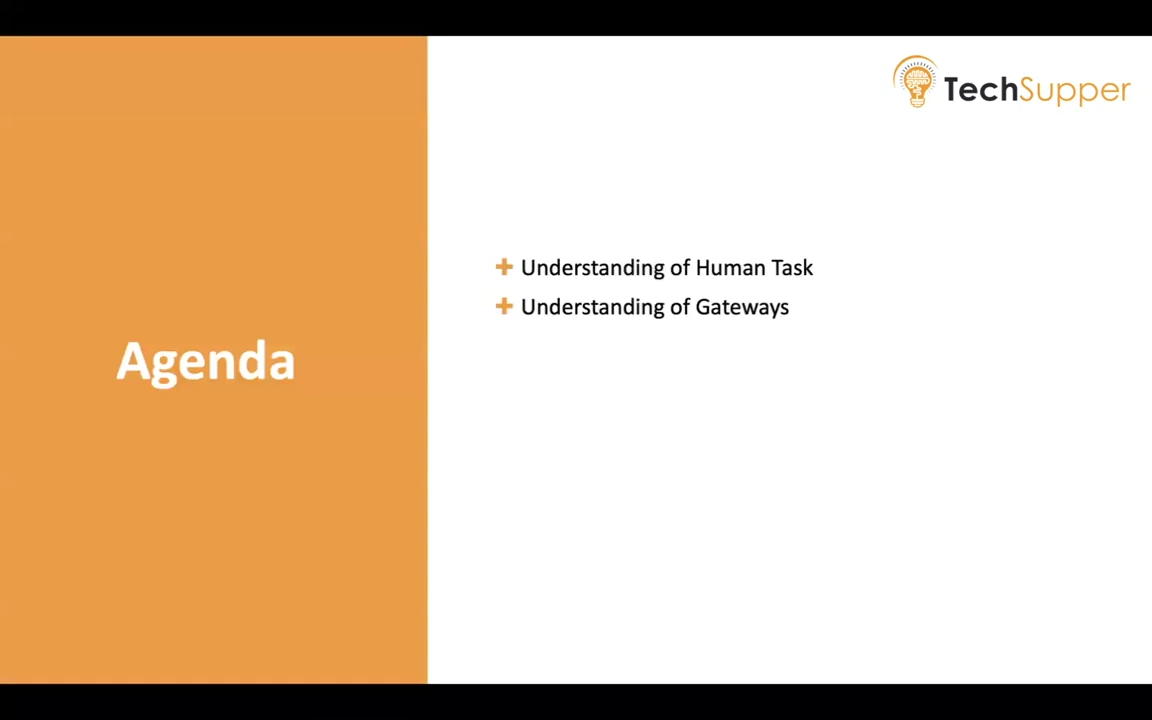 TechSupper
Agenda
Understanding of Human Task
Understanding of Gateways